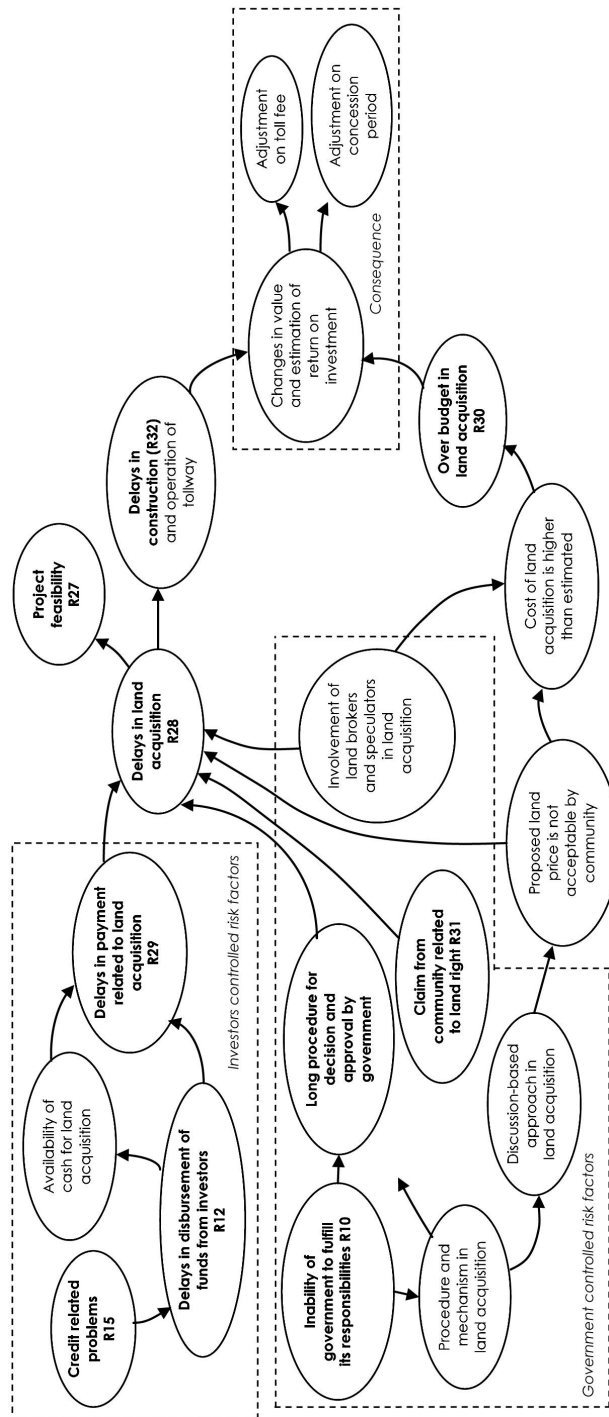 Credit related
problems
R15
Availability of
cash for land
acquisition
Delays in disbursement of
funds from investors
R12
Delays in payment
related to land
acquisition
R29
Investors controlled risk factors
Project
feasibility
R27
Delays in land
acquisition
R28
Delays in
construction (R32)
and operation of
tollway
Inability of
government to fulfill
its responsibilities R10
Long procedure for
decision and
approval by
government
Procedure and
mechanism in
land acquisition
Claim from
community related
to land right R31
Discussion-based
approach in
land acquisition
Government controlled risk factors
Involvement of
land brokers
and speculators
in land
acquisition
Proposed land
price is not
acceptable by
community
Cost of land
acquisition is higher
than estimated
Over budget in
land acquisition
R30
Changes in value
and estimation of
return on
investment
Adjustment
on toll fee
Adjustment on
concession
period
Consequence